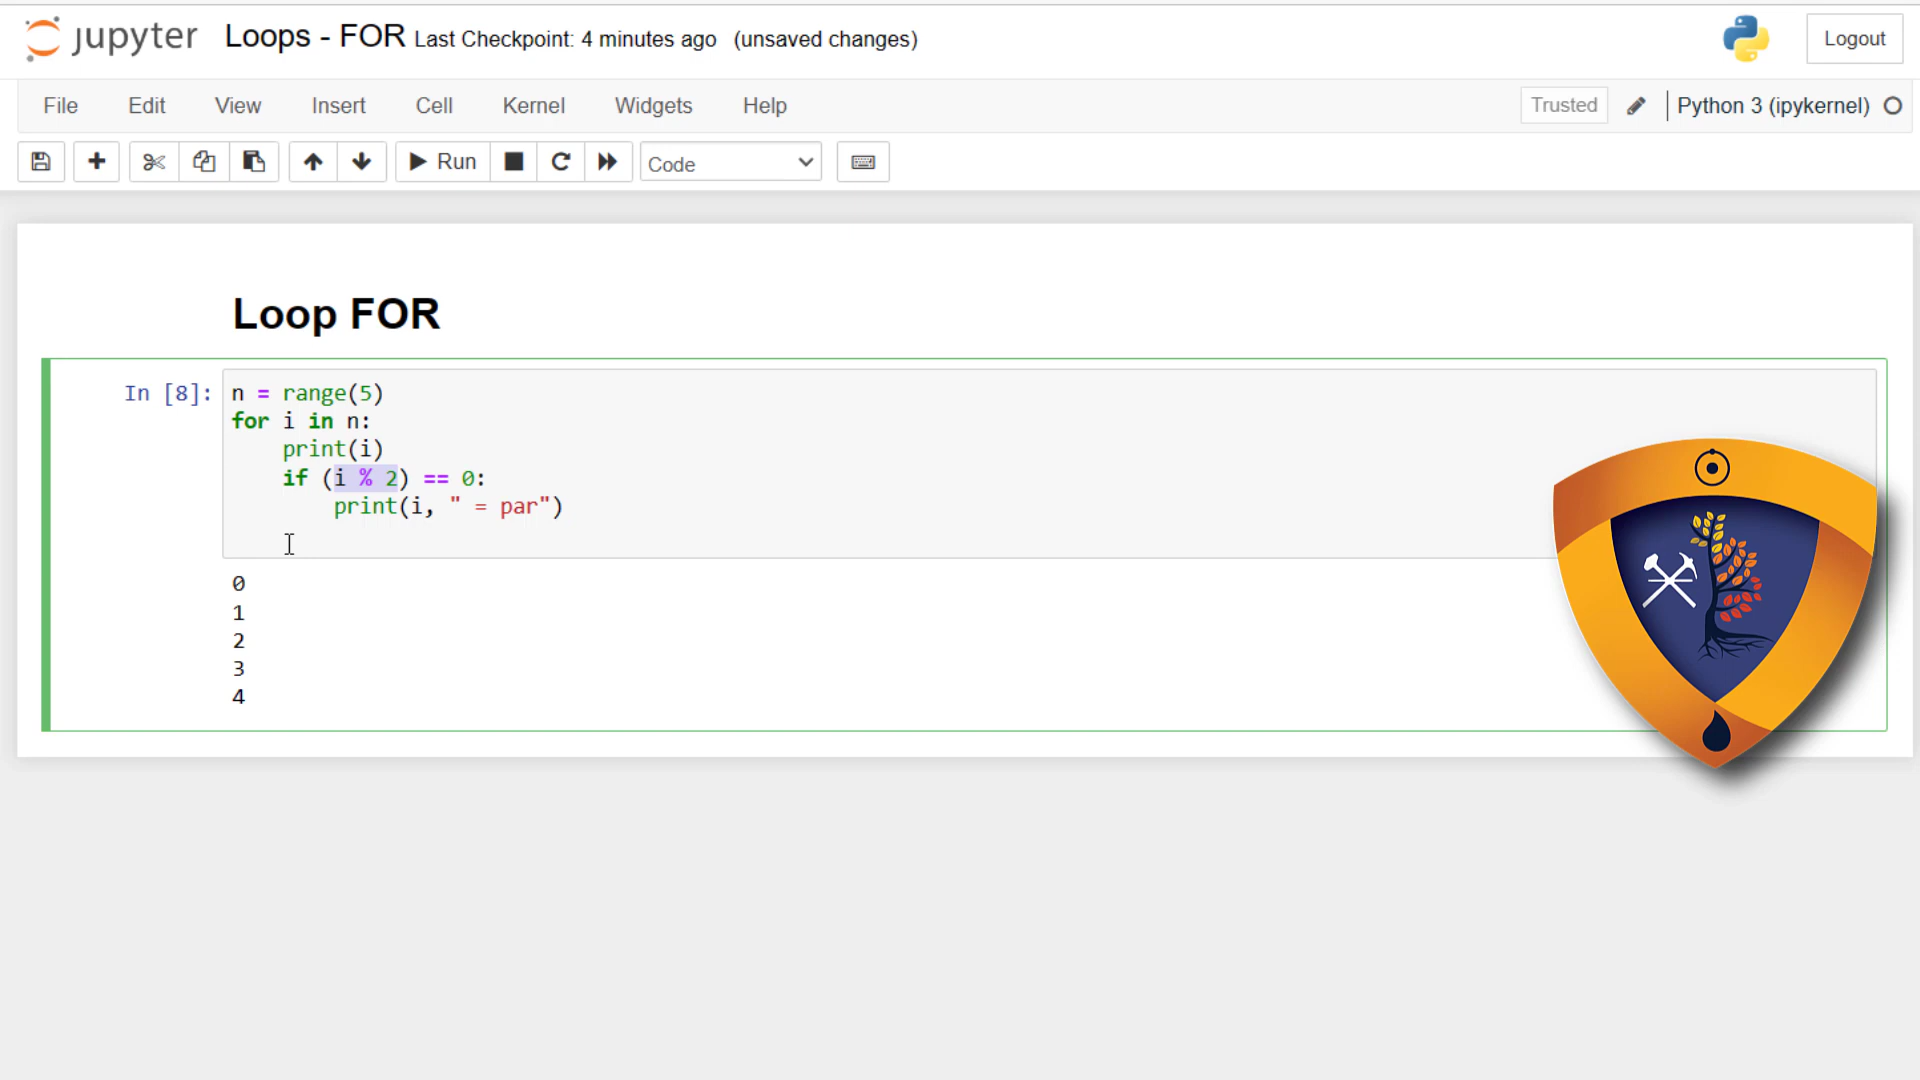 jupyter Loops - FOR Last Checkpoint: 4 minutes ago (unsaved changes) Logout
File Edit View Insert Cell Kernel Widgets Help Trusted Python 3 (ipykernel)
Run Code
Loop FOR
In [8]: n = range(5)
for i in n:
    print(i)
    if (i % 2) == 0:
        print(i, " = par")
0
1
2
3
4